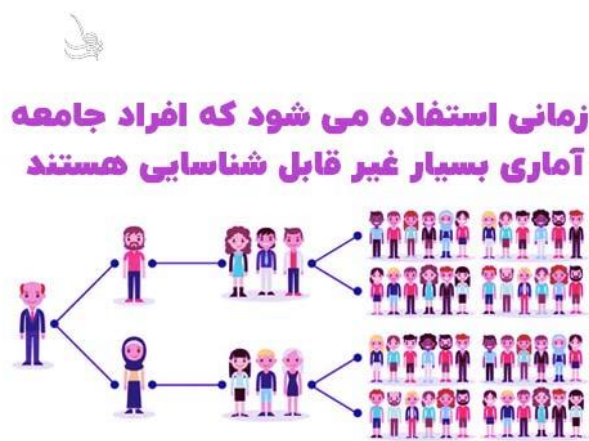 زمانی استفاده می شود که افراد جامعه
آماری بسیار غیر قابل شناسایی هستند